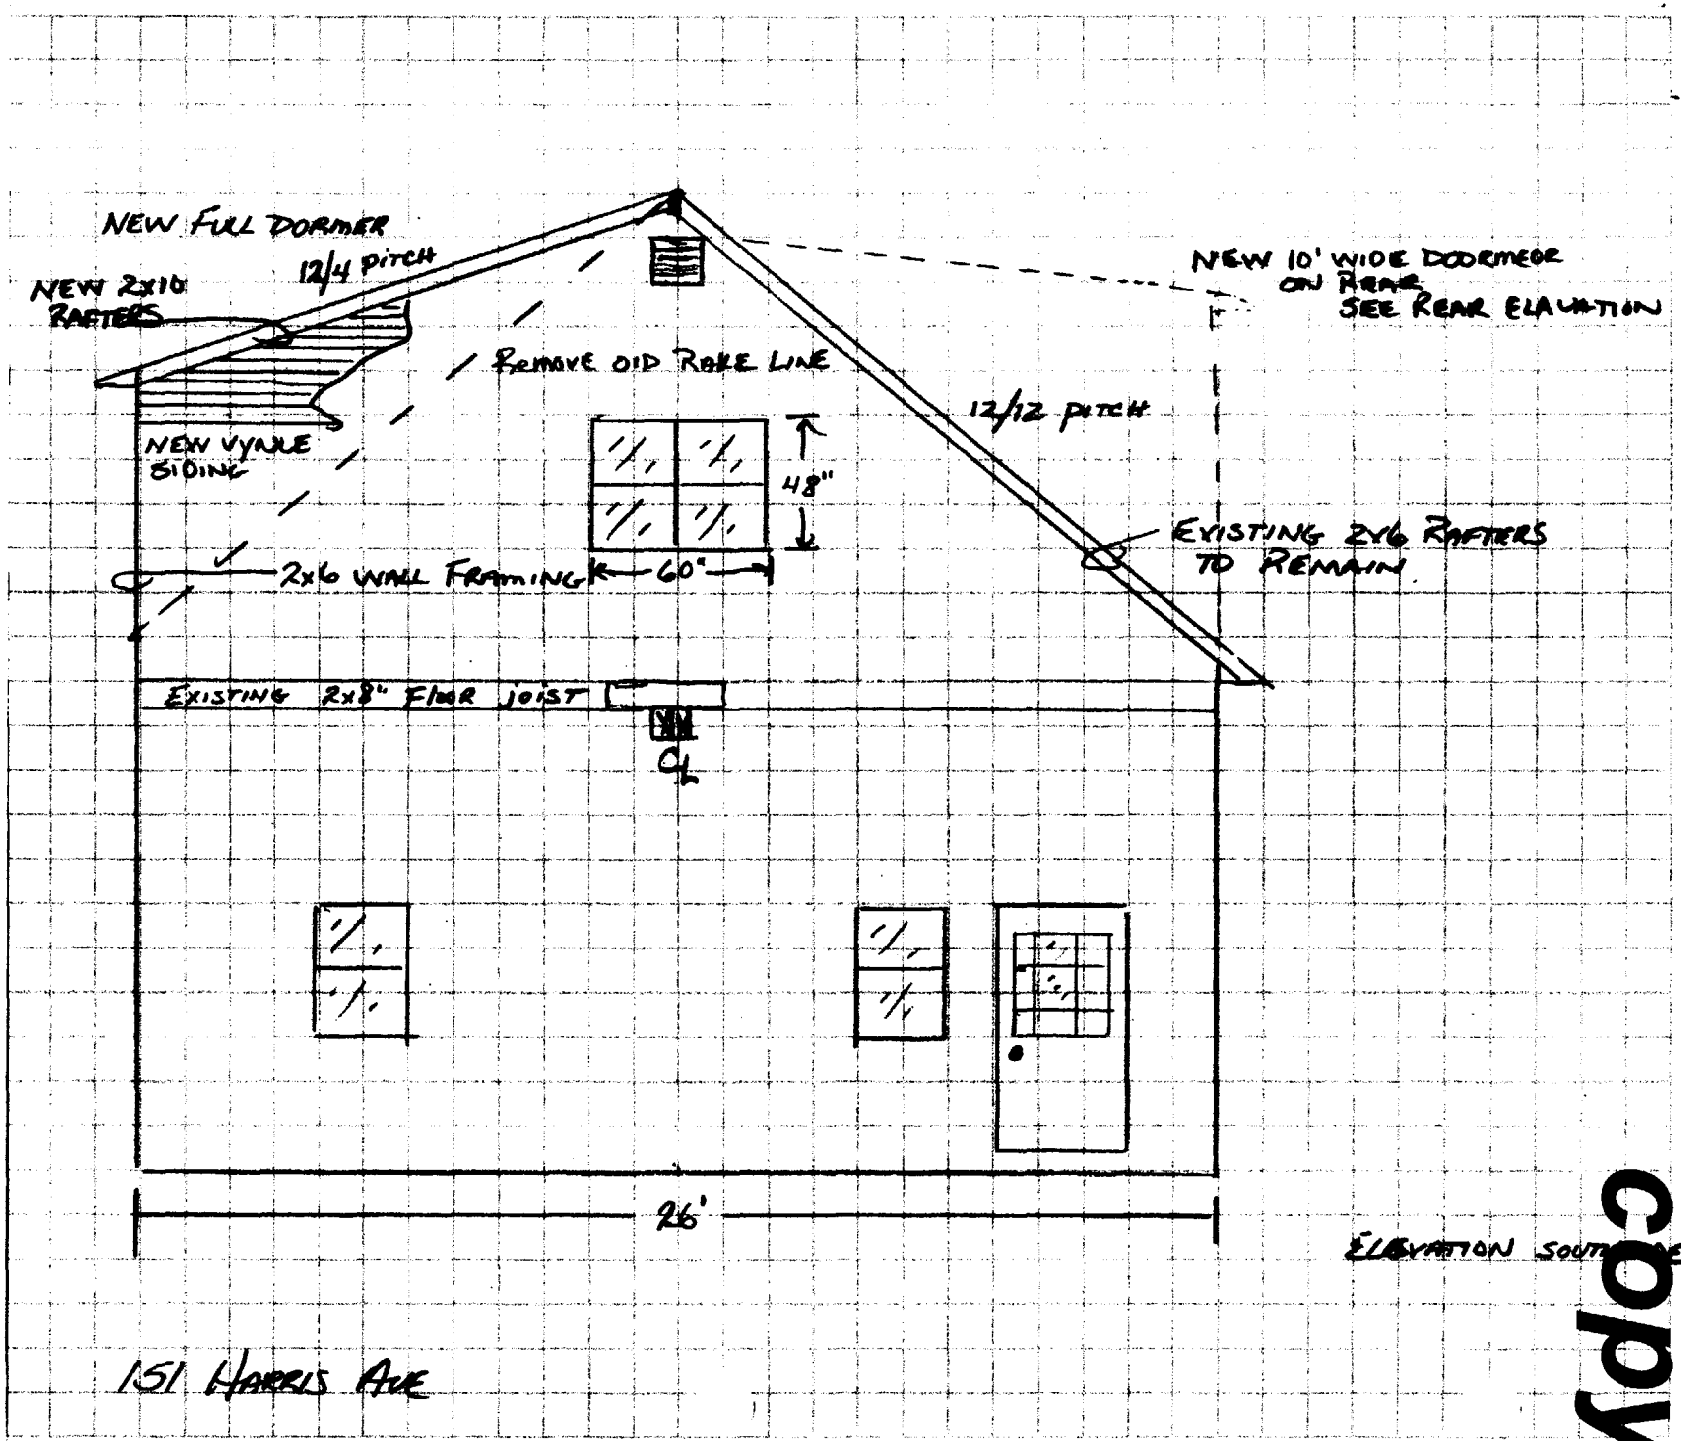 NEW FULL DORMER
12/4 PITCH
NEW 2x10
RAFTERS
NEW 10' WIDE DOORMEOR
ON REAR
SEE REAR ELAVATION
REMOVE OLD RAKE LINE
12/12 PITCH
NEW VYNLE
SIDING
48"
EXISTING 2x6 RAFTERS
TO REMAIN
2x6 WALL FRAMING
60"
EXISTING 2x8" FlOOR JOIST
CL
26'
ELEVATION
151 HARRIS AVE
copy